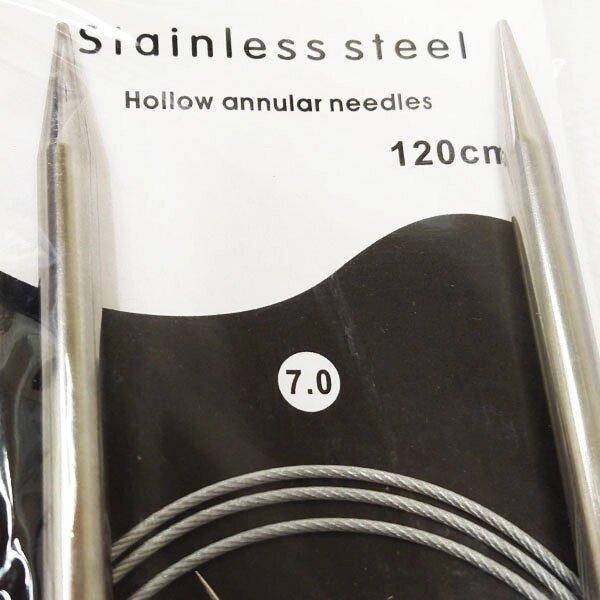 Stainless steel
Hollow annular needles
120cm
7.0